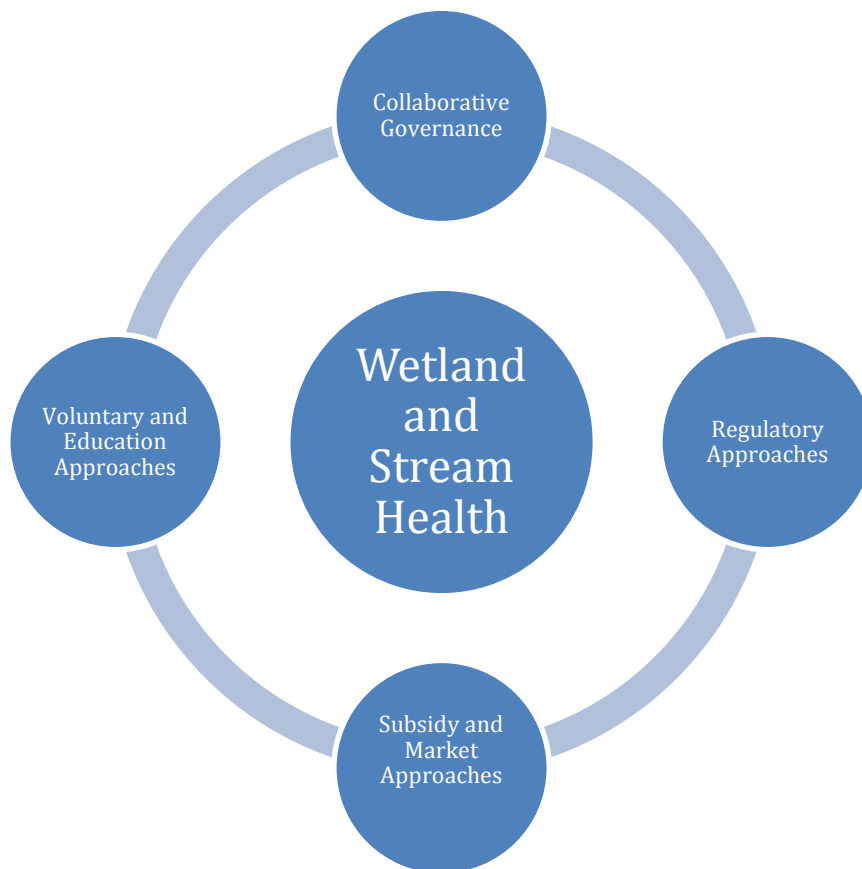 Collaborative
Governance
Wetland
and
Stream
Health
Voluntary and
Education
Approaches
Regulatory
Approaches
Subsidy and
Market
Approaches